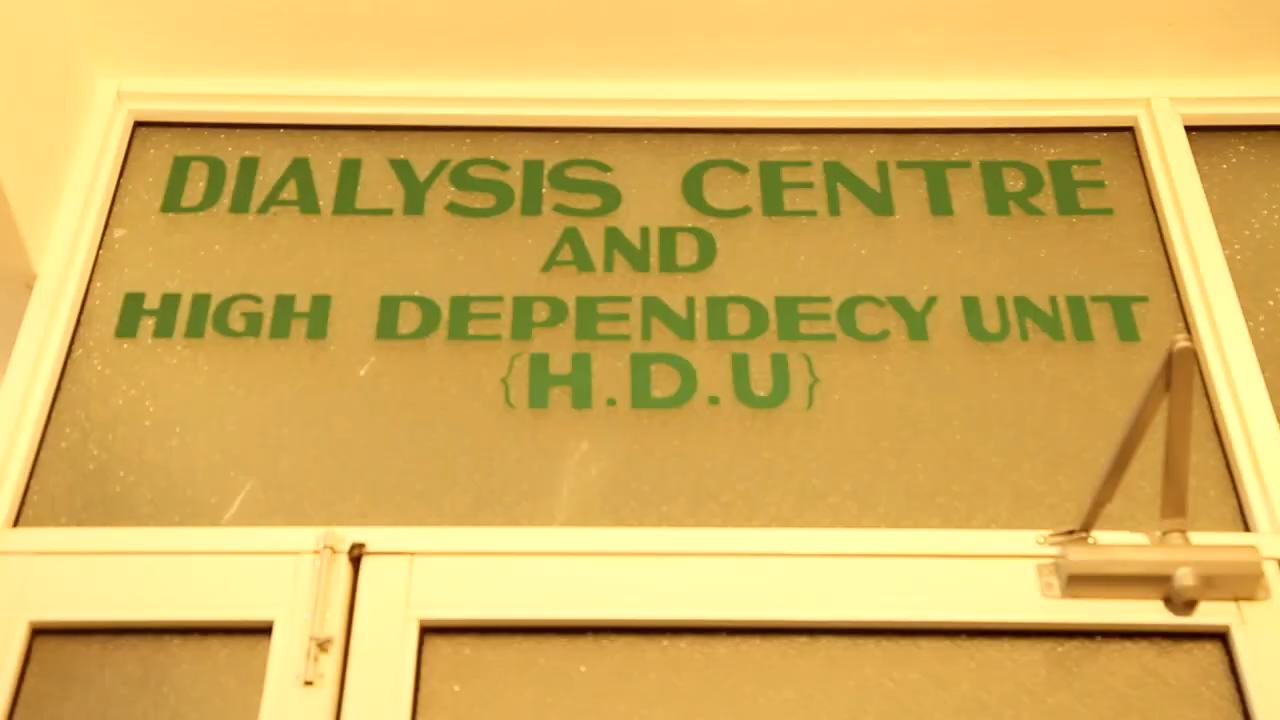 DIALYSIS CENTRE
AND
HIGH DEPENDECY UNIT
{H.D.U}